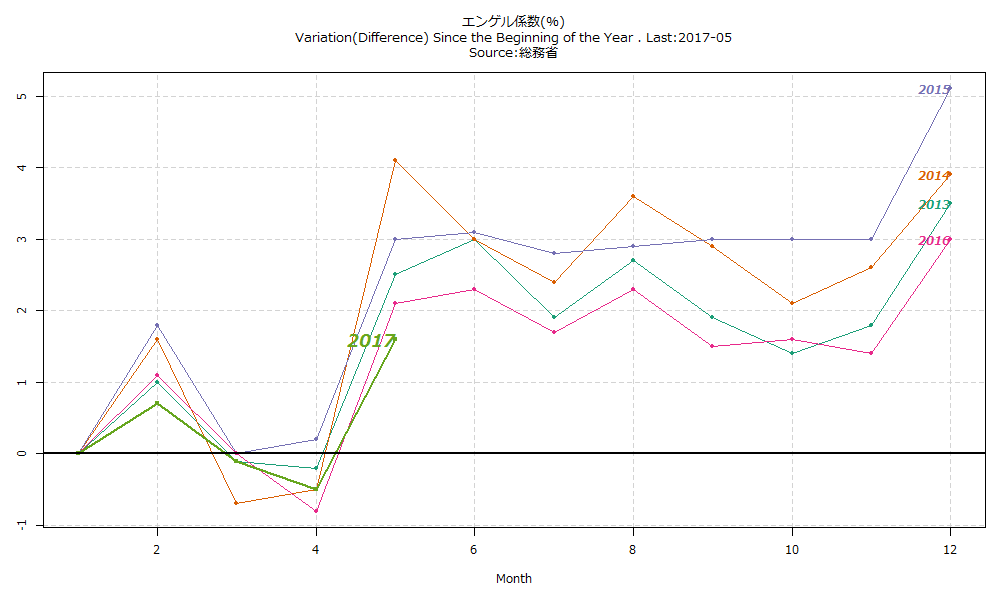 エンゲル係数(%)
Variation(Difference) Since the Beginning of the Year . Last:2017-05
Source:総務省
5
4
3
2
1
0
-1
2015
2014
2013
2016
2017
2 4 6 8 10 12
Month